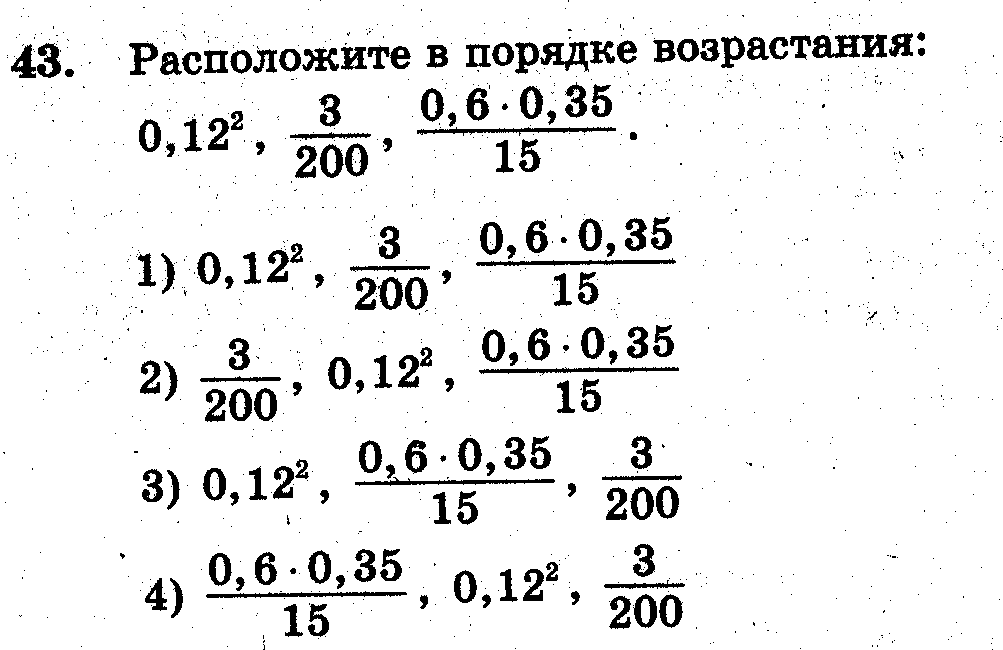 43. Расположите в порядке возрастания:
0,12², 3/200, 0,6·0,35/15.
1) 0,12², 3/200, 0,6·0,35/15
2) 3/200, 0,12², 0,6·0,35/15
3) 0,12², 0,6·0,35/15, 3/200
4) 0,6·0,35/15, 0,12², 3/200